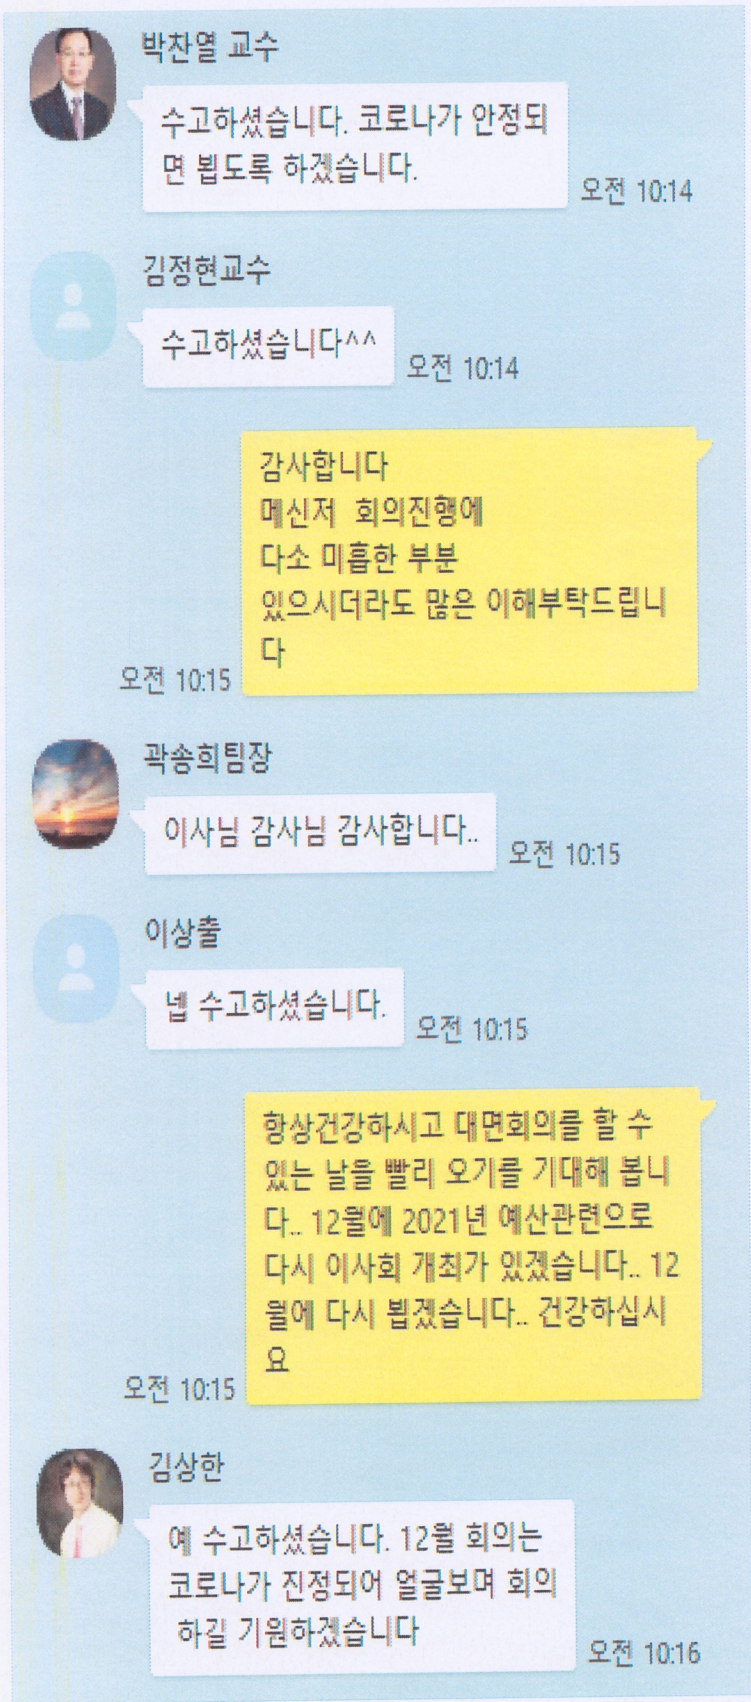 박찬열 교수
수고하셨습니다. 코로나가 안정되
면 뵙도록 하겠습니다.
오전 10:14
김정현교수
수고하셨습니다^^
오전 10:14
감사합니다
메신저  회의진행에
다소 미흡한 부분
있으시더라도 많은 이해부탁드립니
다
오전 10:15
곽송희팀장
이사님 감사님 감사합니다..
오전 10:15
이상출
넵 수고하셨습니다.
오전 10:15
항상건강하시고 대면회의를 할 수
있는 날을 빨리 오기를 기대해 봅니
다.. 12월에 2021년 예산관련으로
다시 이사회 개최가 있겠습니다.. 12
월에 다시 뵙겠습니다.. 건강하십시
요
오전 10:15
김상한
예 수고하셨습니다. 12월 회의는
코로나가 진정되어 얼굴보며 회의
하길 기원하겠습니다
오전 10:16